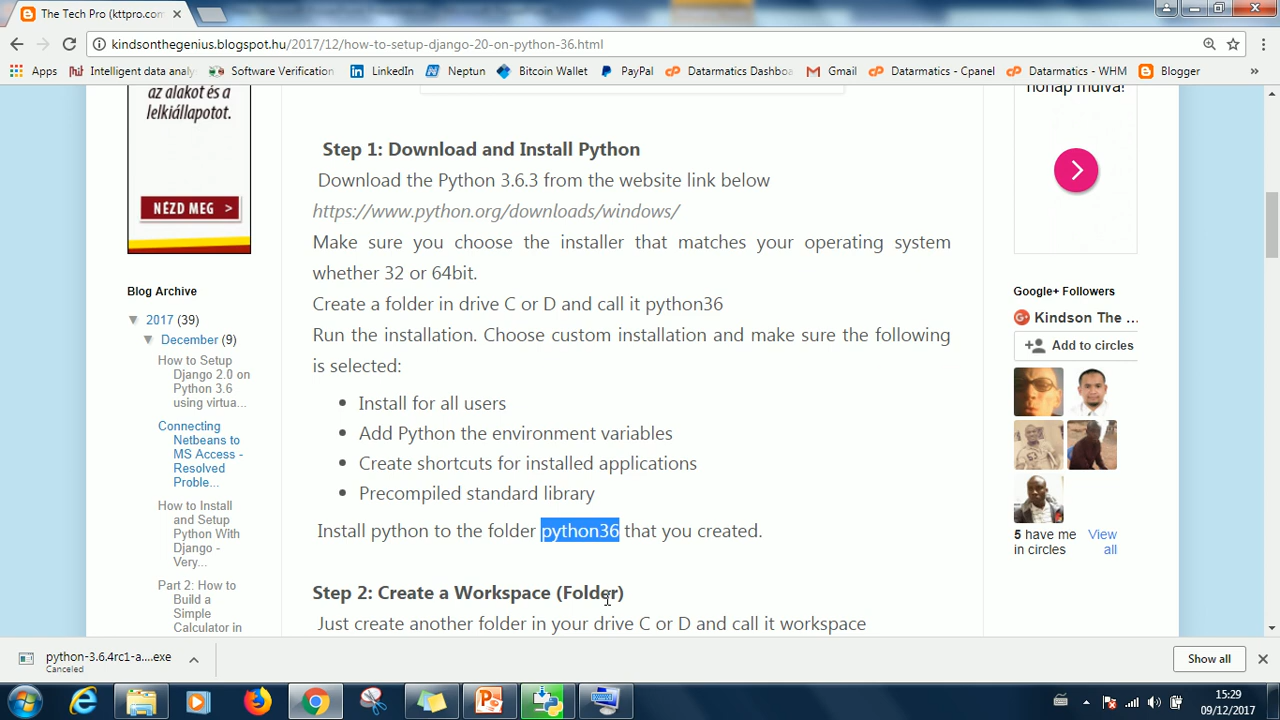 The Tech Pro (kttpro.com
kindsonthegenius.blogspot.hu/2017/12/how-to-setup-django-20-on-python-36.html
Apps
Intelligent data analy
Software Verification
LinkedIn
Neptun
Bitcoin Wallet
PayPal
Datarmatics Dashboa
Gmail
Datarmatics - Cpanel
Datarmatics - WHM
Blogger
»
az alakot és a
lelkiállapotot.
NÉZD MEG >
Blog Archive
▼ 2017 (39)
▼ December (9)
How to Setup
Django 2.0 on
Python 3.6
using virtua...
Connecting
Netbeans to
MS Access -
Resolved
Proble...
How to Install
and Setup
Python With
Django -
Very...
Part 2: How to
Build a
Simple
Calculator in
Step 1: Download and Install Python
Download the Python 3.6.3 from the website link below
https://www.python.org/downloads/windows/
Make sure you choose the installer that matches your operating system
whether 32 or 64bit.
Create a folder in drive C or D and call it python36
Run the installation. Choose custom installation and make sure the following
is selected:
• Install for all users
• Add Python the environment variables
• Create shortcuts for installed applications
• Precompiled standard library
Install python to the folder python36 that you created.
Step 2: Create a Workspace (Folder)
Just create another folder in your drive C or D and call it workspace
hónap múlva!
Google+ Followers
Kindson The ...
Add to circles
5 have me
in circles
View
all
python-3.6.4rc1-a....exe
Canceled
Show all
15:29
09/12/2017